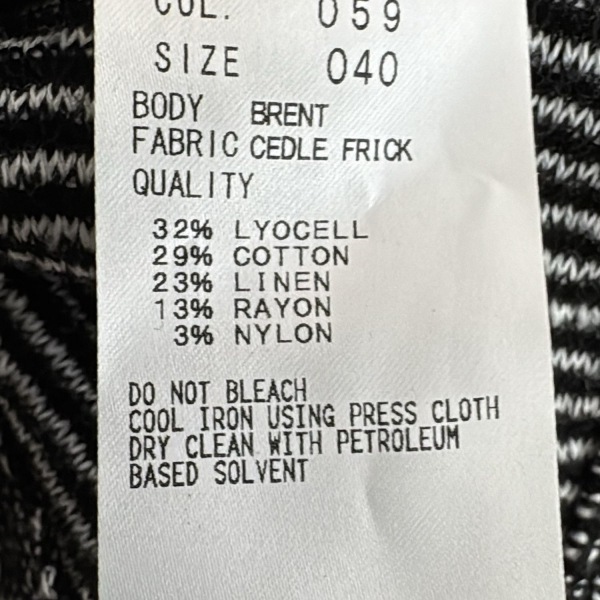 COL. 059
SIZE 040
BODY BRENT
FABRIC CEDLE FRICK
QUALITY
32% LYOCELL
29% COTTON
23% LINEN
13% RAYON
3% NYLON
DO NOT BLEACH
COOL IRON USING PRESS CLOTH
DRY CLEAN WITH PETROLEUM
BASED SOLVENT